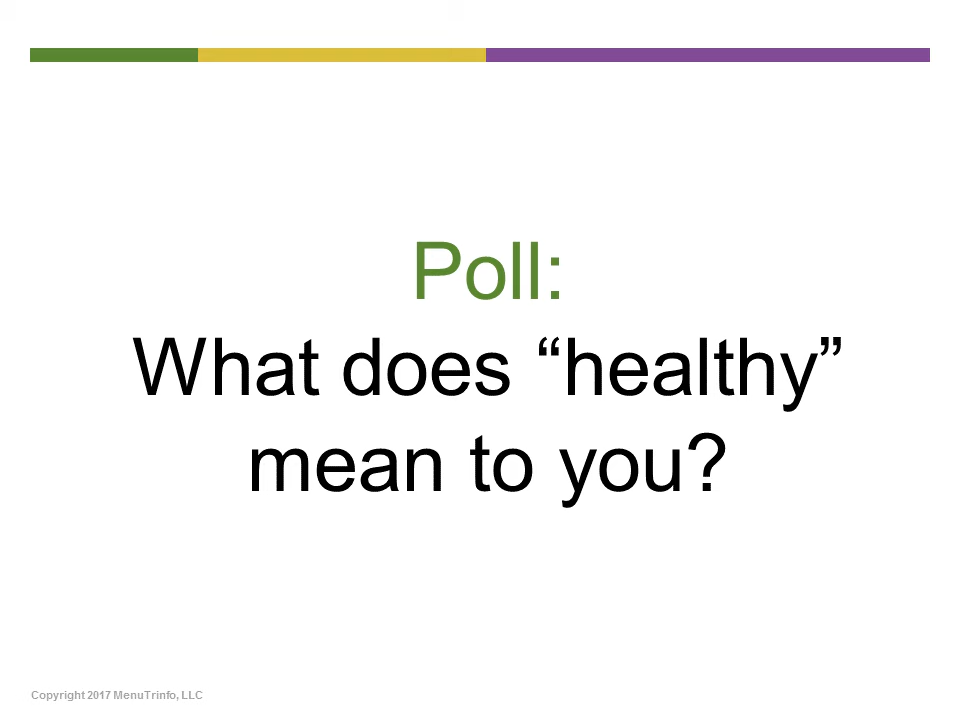 Poll:
What does “healthy”
mean to you?
Copyright 2017 MenuTrinfo, LLC